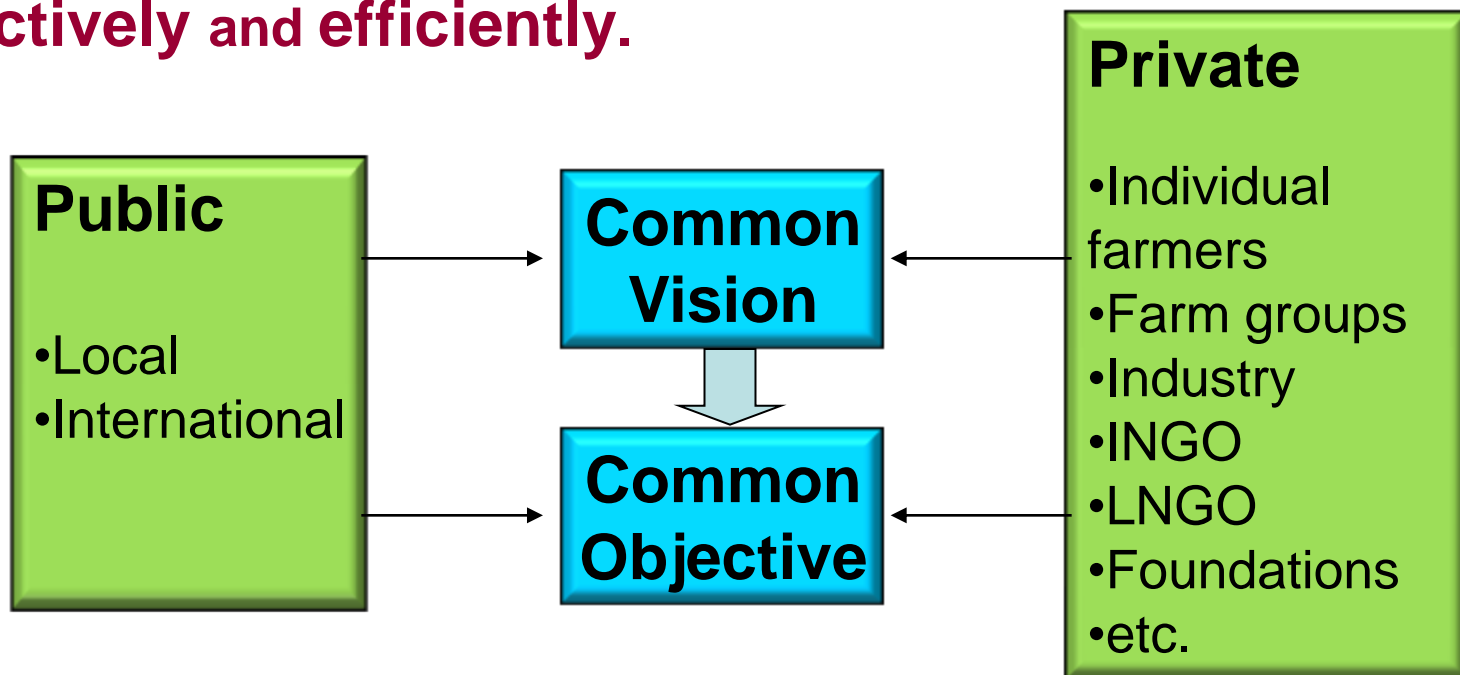 and efficiently.
Public
•Local
•International
Common
Vision
Common
Objective
Private
•Individual
farmers
•Farm groups
•Industry
•INGO
•LNGO
•Foundations
•etc.